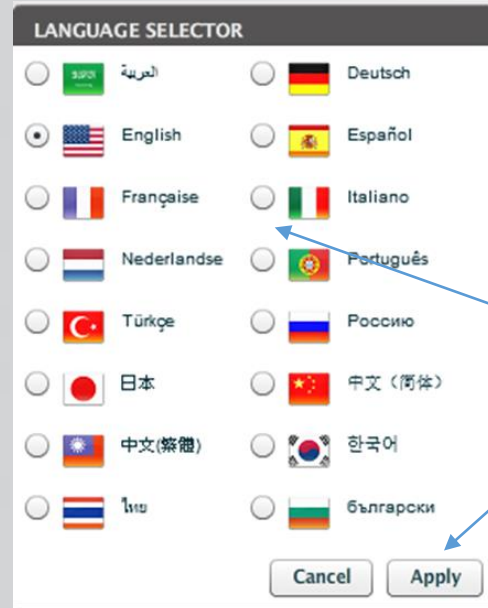 LANGUAGE SELECTOR
العربية Deutsch
English Español
Française Italiano
Nederlandse Português
Türkçe Россию
日本 中文（简体）
中文(繁體) 한국어
ไทย български
Cancel Apply